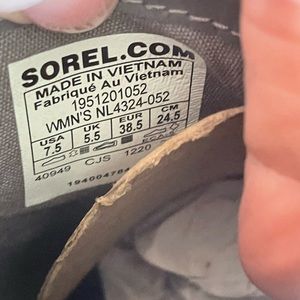 SOREL.COM
MADE IN VIETNAM
Fabriqué Au Vietnam
1951201052
WMN'S NL4324-052
USA UK EUR CM
7.5 5.5 38.5 24.5
40949 CJS 1220